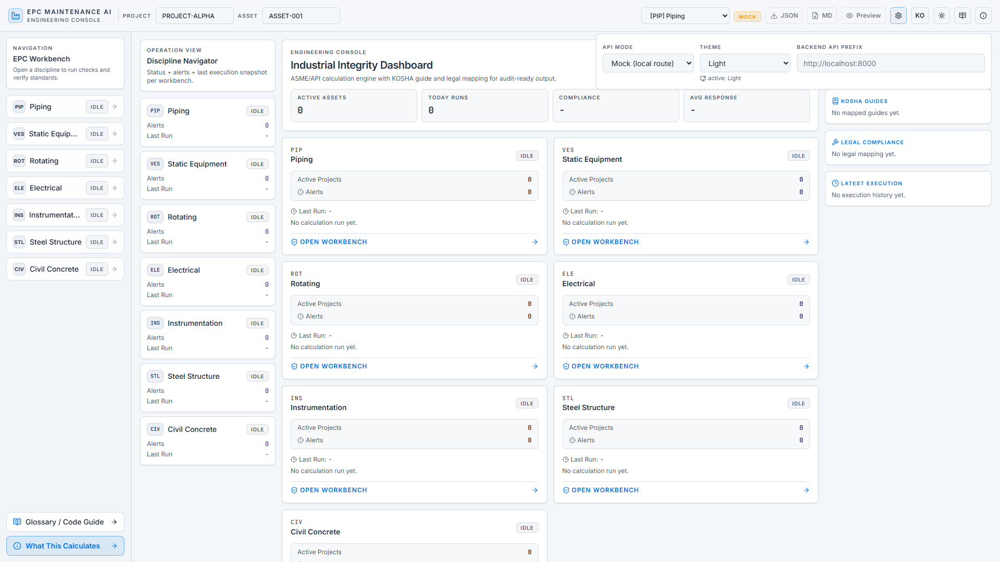 EPC MAINTENANCE AI
ENGINEERING CONSOLE
PROJECT
PROJECT-ALPHA
ASSET
ASSET-001
[PIP] Piping
MOCK
JSON
MD
Preview
KO
API MODE
Mock (local route)
THEME
Light
active: Light
BACKEND API PREFIX
http://localhost:8000
NAVIGATION
EPC Workbench
Open a discipline to run checks and
verify standards.
PIP Piping IDLE
VES Static Equip... IDLE
ROT Rotating IDLE
ELE Electrical IDLE
INS Instrumentat... IDLE
STL Steel Structure IDLE
CIV Civil Concrete IDLE
Glossary / Code Guide
What This Calculates
OPERATION VIEW
Discipline Navigator
Status + alerts + last execution snapshot
per workbench.
PIP Piping IDLE
Alerts 0
Last Run -
VES Static Equipment IDLE
Alerts 0
Last Run -
ROT Rotating IDLE
Alerts 0
Last Run -
ELE Electrical IDLE
Alerts 0
Last Run -
INS Instrumentation IDLE
Alerts 0
Last Run -
STL Steel Structure IDLE
Alerts 0
Last Run -
CIV Civil Concrete IDLE
Alerts 0
Last Run -
ENGINEERING CONSOLE
Industrial Integrity Dashboard
ASME/API calculation engine with KOSHA guide and legal mapping for audit-ready output.
ACTIVE ASSETS
0
TODAY RUNS
0
COMPLIANCE
-
AVG RESPONSE
-
PIP
Piping
IDLE
Active Projects 0
Alerts 0
Last Run: -
No calculation run yet.
OPEN WORKBENCH
VES
Static Equipment
IDLE
Active Projects 0
Alerts 0
Last Run: -
No calculation run yet.
OPEN WORKBENCH
ROT
Rotating
IDLE
Active Projects 0
Alerts 0
Last Run: -
No calculation run yet.
OPEN WORKBENCH
ELE
Electrical
IDLE
Active Projects 0
Alerts 0
Last Run: -
No calculation run yet.
OPEN WORKBENCH
INS
Instrumentation
IDLE
Active Projects 0
Alerts 0
Last Run: -
No calculation run yet.
OPEN WORKBENCH
STL
Steel Structure
IDLE
Active Projects 0
Alerts 0
Last Run: -
No calculation run yet.
OPEN WORKBENCH
CIV
Civil Concrete
IDLE
Active Projects 0
KOSHA GUIDES
No mapped guides yet.
LEGAL COMPLIANCE
No legal mapping yet.
LATEST EXECUTION
No execution history yet.